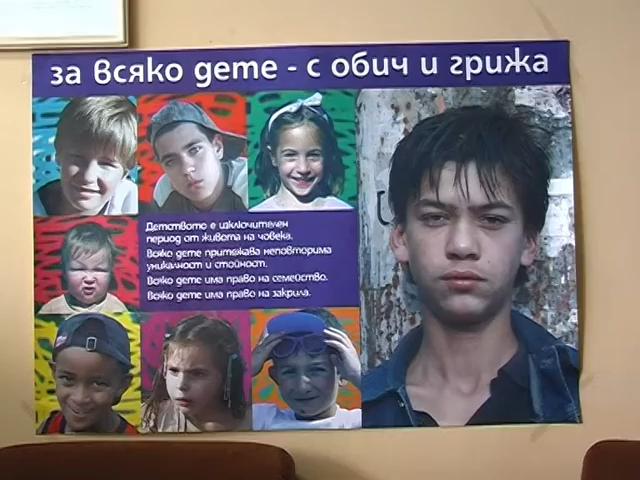 за всяко дете - с обич и грижа
Детството е изключителен
период от живота на човека.
Всяко дете притежава неповторима
уникалност и стойност.
Всяко дете има право на семейство.
Всяко дете има право на закрила.